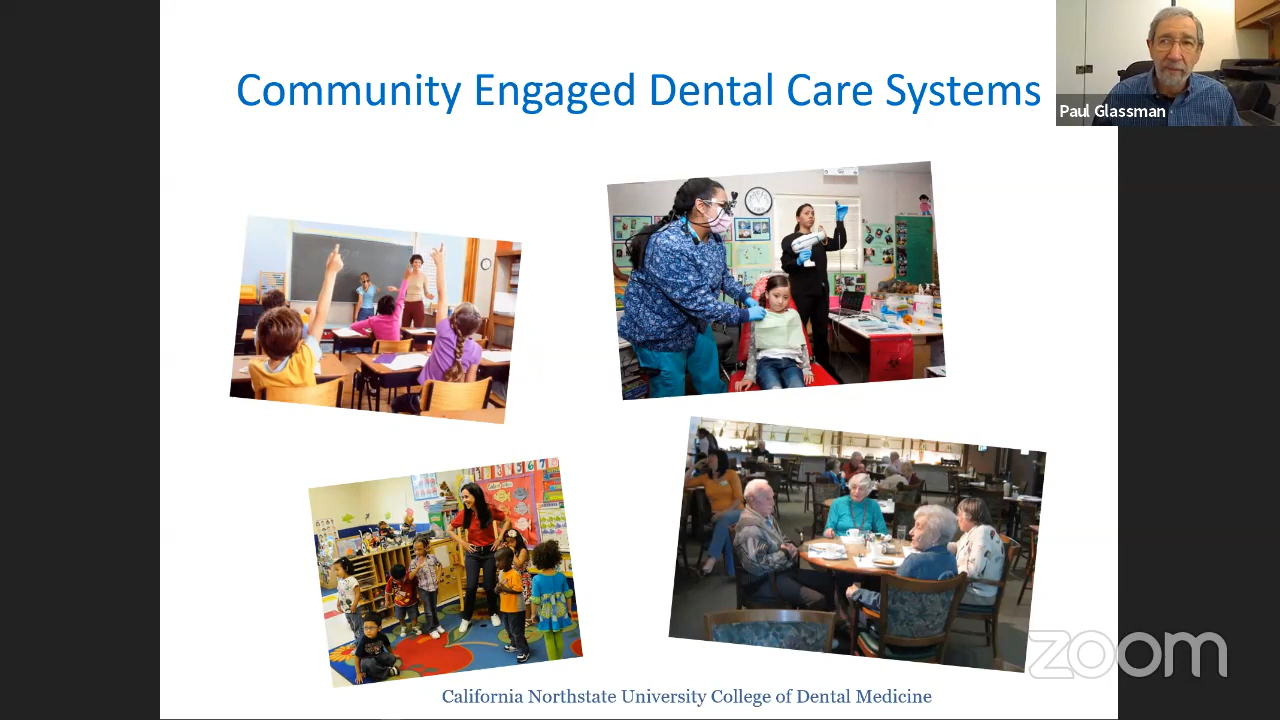 Community Engaged Dental Care Systems
Paul Glassman
California Northstate University College of Dental Medicine
zoom